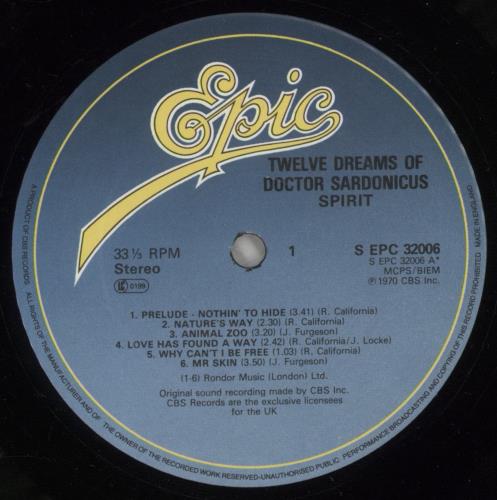 Epic
TWELVE DREAMS OF
DOCTOR SARDONICUS
SPIRIT
33⅓ RPM
Stereo
LC 0199
1
S EPC 32006
S EPC 32006 A*
MCPS/BIEM
℗ 1970 CBS Inc.
1. PRELUDE - NOTHIN' TO HIDE (3.41) (R. California)
2. NATURE'S WAY (2.30) (R. California)
3. ANIMAL ZOO (3.20) (J. Furgeson)
4. LOVE HAS FOUND A WAY (2.42) (R. California/J. Locke)
5. WHY CAN'T I BE FREE (1.03) (R. California)
6. MR SKIN (3.50) (J. Furgeson)
(1-6) Rondor Music (London) Ltd.
Original sound recording made by CBS Inc.
CBS Records are the exclusive licensees
for the UK
A PRODUCT OF CBS RECORDS. ALL RIGHTS OF THE MANUFACTURER AND OF THE OWNER OF THE RECORDED WORK RESERVED-UNAUTHORISED PUBLIC PERFORMANCE BROADCASTING AND COPYING OF THIS RECORD PROHIBITED. MADE IN ENGLAND